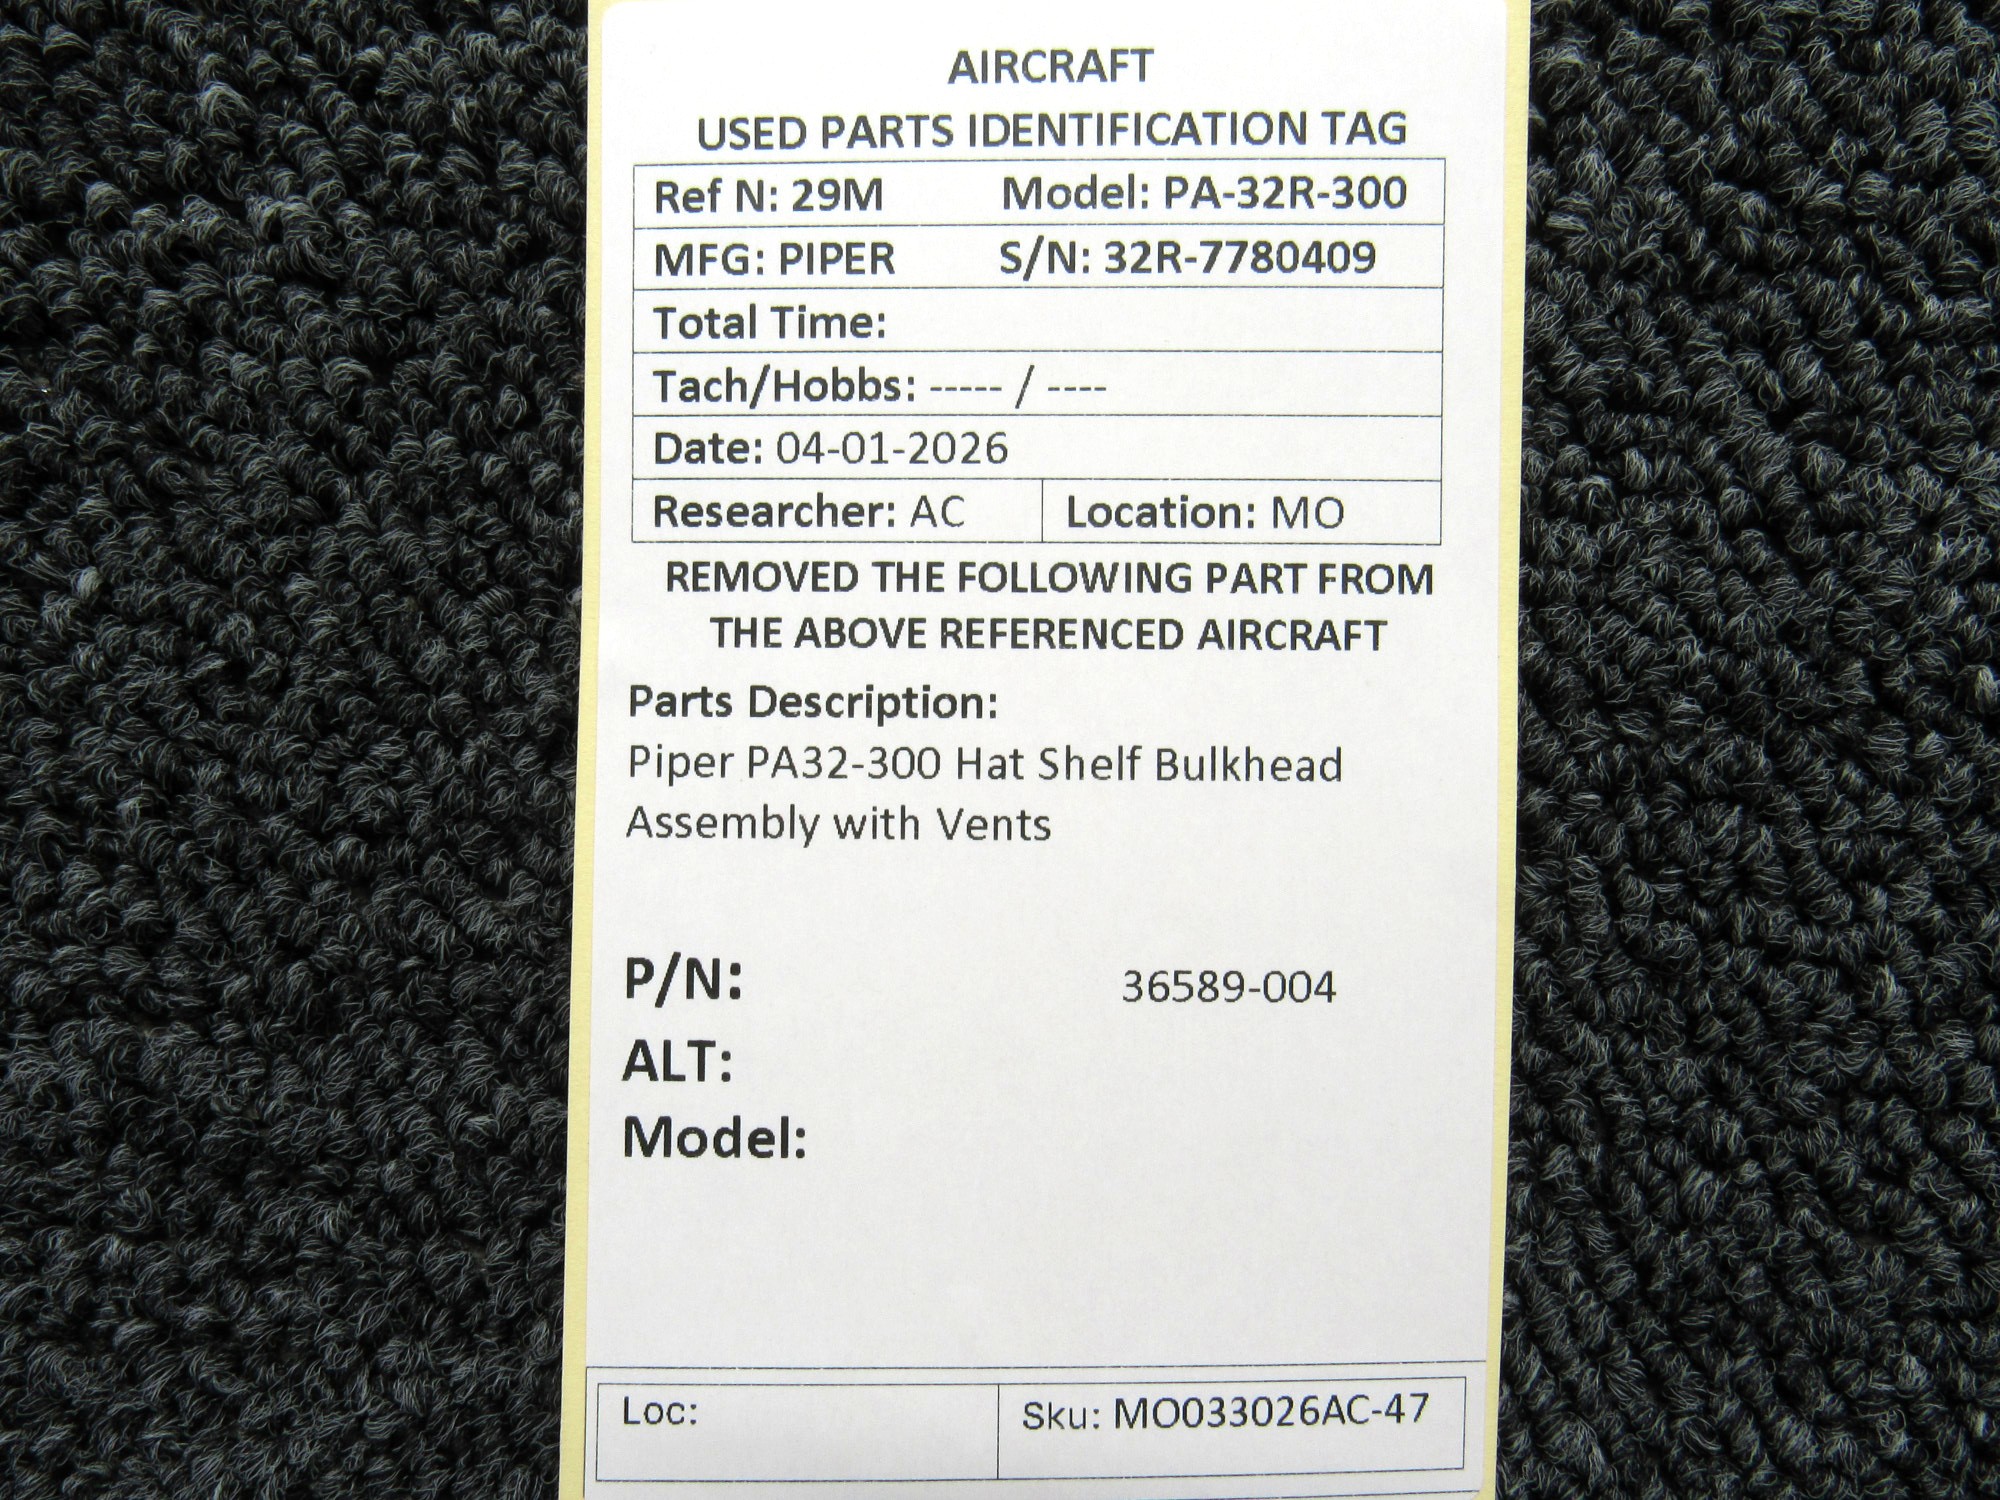 AIRCRAFT
USED PARTS IDENTIFICATION TAG
Ref N: 29M Model: PA-32R-300
MFG: PIPER S/N: 32R-7780409
Total Time:
Tach/Hobbs: ----- / ----
Date: 04-01-2026
Researcher: AC Location: MO
REMOVED THE FOLLOWING PART FROM
THE ABOVE REFERENCED AIRCRAFT
Parts Description:
Piper PA32-300 Hat Shelf Bulkhead
Assembly with Vents
P/N: 36589-004
ALT:
Model:
Loc: Sku: MO033026AC-47